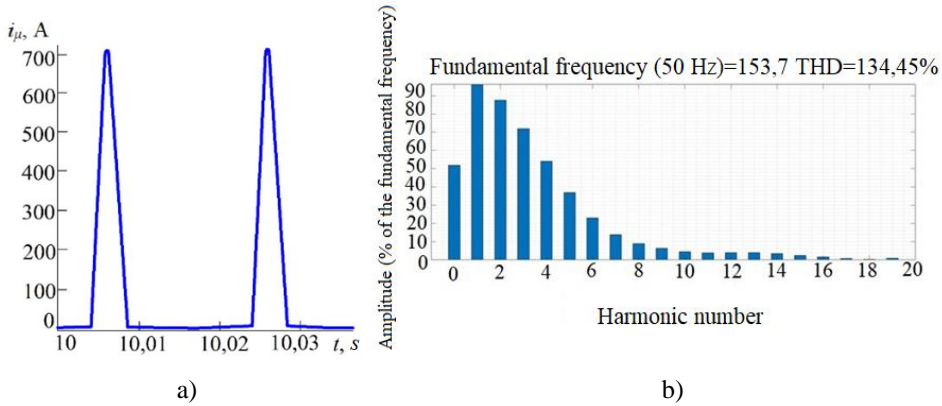 iμ, A
700
600
500
400
300
200
100
0
10 10,01 10,02 10,03 t, s
a)
Fundamental frequency (50 Hz)=153,7 THD=134,45%
Amplitude (% of the fundamental frequency)
90
80
70
60
50
40
30
20
10
0
0 2 4 6 8 10 12 14 16 18 20
Harmonic number
b)